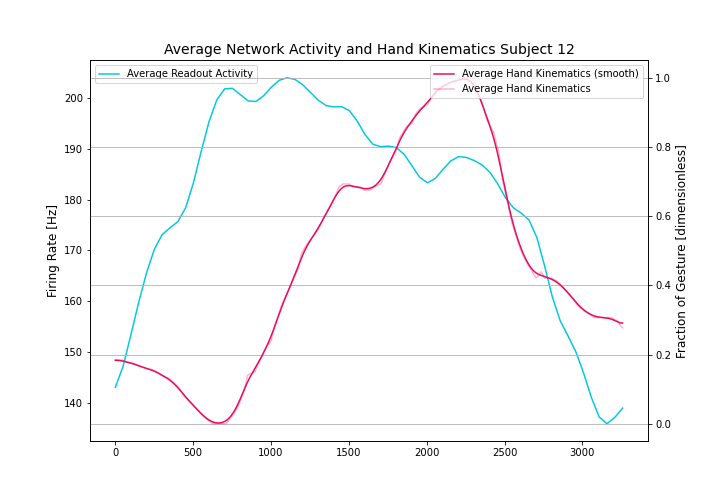 Average Network Activity and Hand Kinematics Subject 12
Average Readout Activity
Average Hand Kinematics (smooth)
Average Hand Kinematics
Firing Rate [Hz]
200
190
180
170
160
150
140
1.0
0.8
0.6
0.4
0.2
0.0
Fraction of Gesture [dimensionless]
0 500 1000 1500 2000 2500 3000